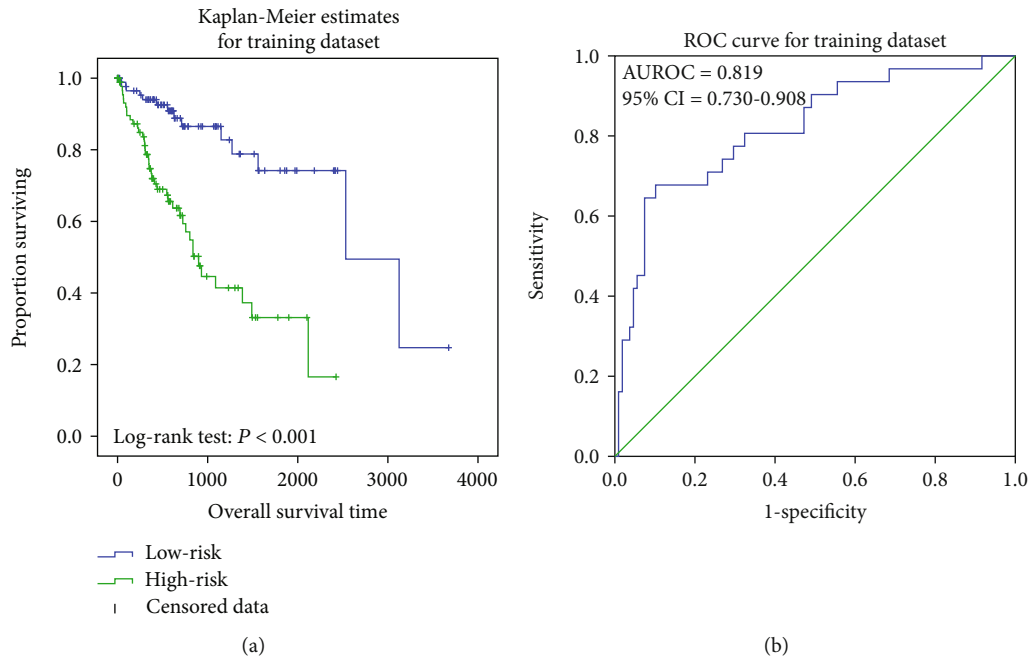 Kaplan-Meier estimates
for training dataset
1.0
0.8
0.6
0.4
0.2
0.0
Proportion surviving
Log-rank test: P < 0.001
0 1000 2000 3000 4000
Overall survival time
Low-risk
High-risk
Censored data
(a)
ROC curve for training dataset
AUROC = 0.819
95% CI = 0.730-0.908
1.0
0.8
0.6
0.4
0.2
0.0
Sensitivity
0.0 0.2 0.4 0.6 0.8 1.0
1-specificity
(b)